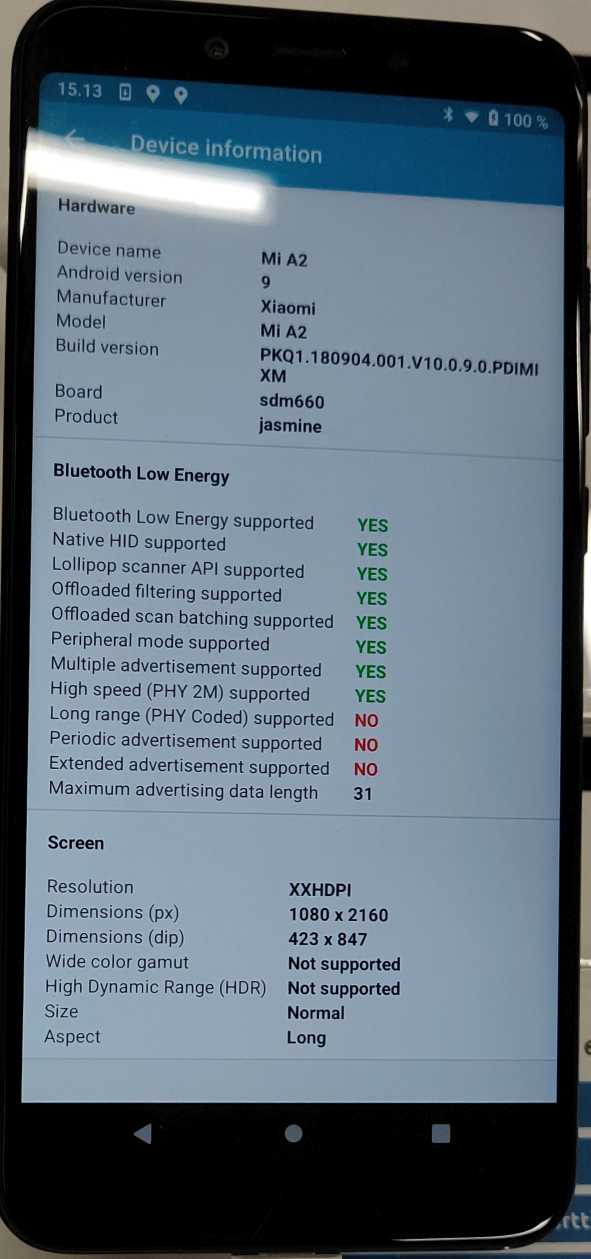 15.13
100 %
Device information
Hardware
Device name Mi A2
Android version 9
Manufacturer Xiaomi
Model Mi A2
Build version PKQ1.180904.001.V10.0.9.0.PDIMI
XM
Board sdm660
Product jasmine
Bluetooth Low Energy
Bluetooth Low Energy supported YES
Native HID supported YES
Lollipop scanner API supported YES
Offloaded filtering supported YES
Offloaded scan batching supported YES
Peripheral mode supported YES
Multiple advertisement supported YES
High speed (PHY 2M) supported YES
Long range (PHY Coded) supported NO
Periodic advertisement supported NO
Extended advertisement supported NO
Maximum advertising data length 31
Screen
Resolution XXHDPI
Dimensions (px) 1080 x 2160
Dimensions (dip) 423 x 847
Wide color gamut Not supported
High Dynamic Range (HDR) Not supported
Size Normal
Aspect Long